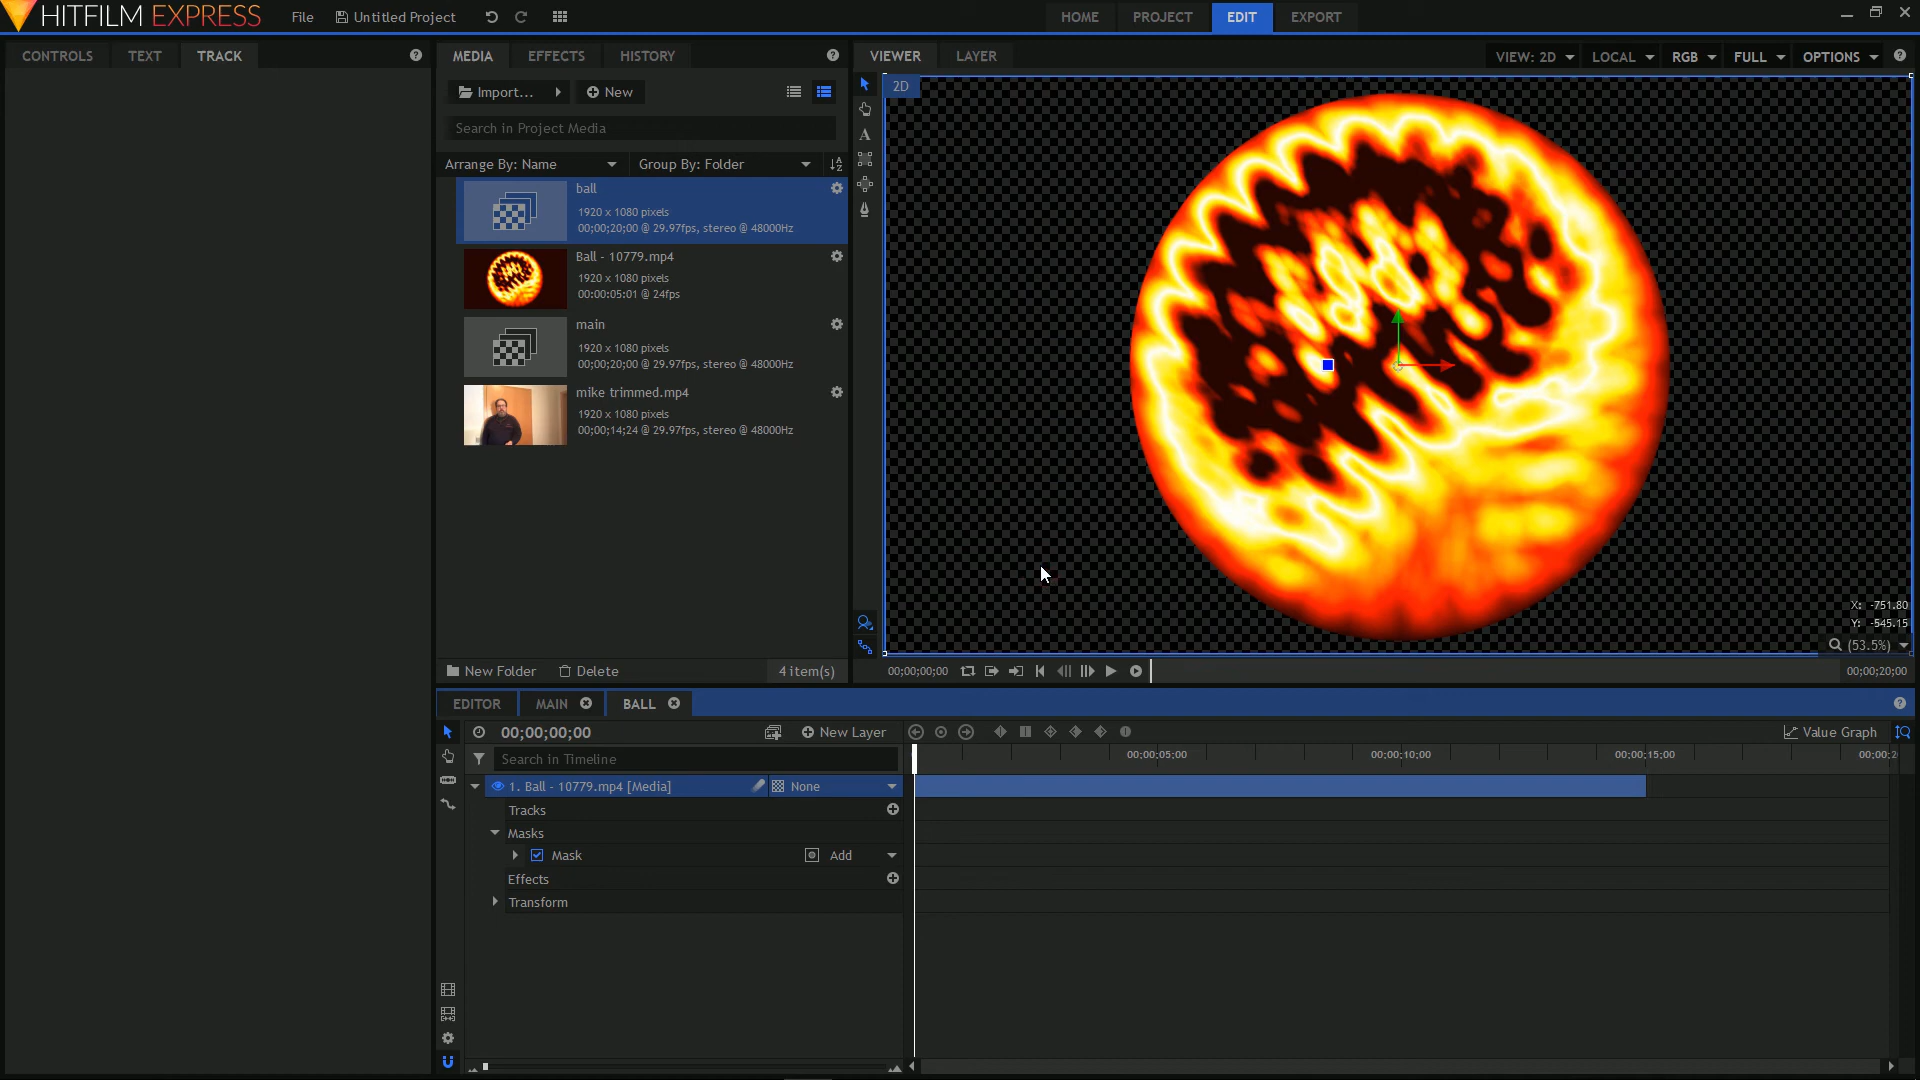 HITFILM EXPRESS
File
Untitled Project
HOME
PROJECT
EDIT
EXPORT
CONTROLS
TEXT
TRACK
MEDIA
EFFECTS
HISTORY
VIEWER
LAYER
VIEW: 2D
LOCAL
RGB
FULL
OPTIONS
Import...
New
2D
Search in Project Media
Arrange By: Name
Group By: Folder
ball
1920 x 1080 pixels
00;00;20;00 @ 29.97fps, stereo @ 48000Hz
Ball - 10779.mp4
1920 x 1080 pixels
00:00:05:01 @ 24fps
main
1920 x 1080 pixels
00;00;20;00 @ 29.97fps, stereo @ 48000Hz
mike trimmed.mp4
1920 x 1080 pixels
00;00;14;24 @ 29.97fps, stereo @ 48000Hz
X: -751.80
Y: -545.15
(53.5%)
New Folder
Delete
4 item(s)
00;00;00;00
00;00;20;00
EDITOR
MAIN
BALL
00;00;00;00
New Layer
Value Graph
Search in Timeline
00;00;05;00
00;00;10;00
00;00;15;00
00;00;2
1. Ball - 10779.mp4 [Media]
None
Tracks
Masks
Mask
Add
Effects
Transform